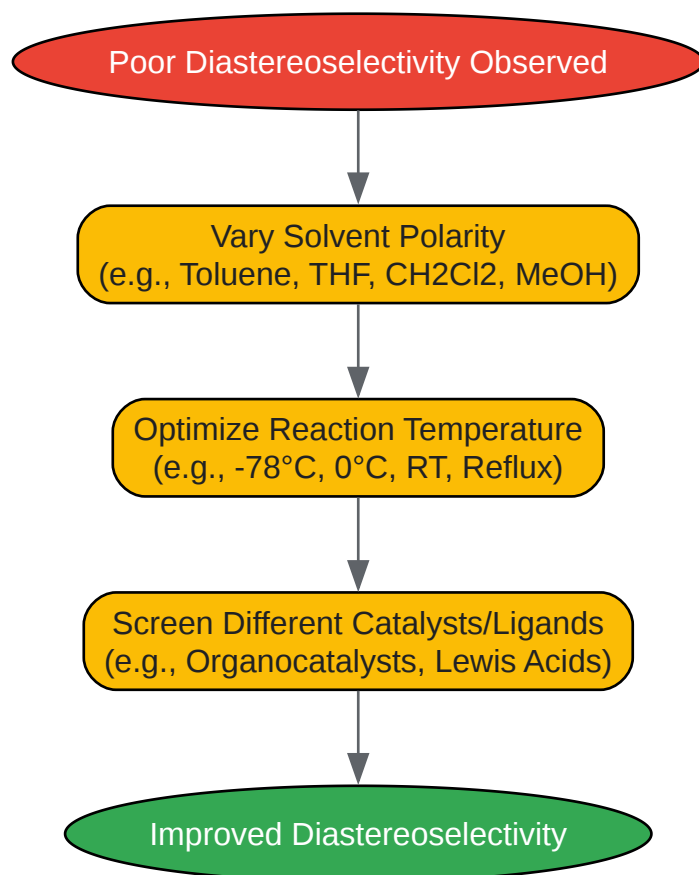 Poor Diastereoselectivity Observed
Vary Solvent Polarity
(e.g., Toluene, THF, CH2Cl2, MeOH)
Optimize Reaction Temperature
(e.g., -78°C, 0°C, RT, Reflux)
Screen Different Catalysts/Ligands
(e.g., Organocatalysts, Lewis Acids)
Improved Diastereoselectivity